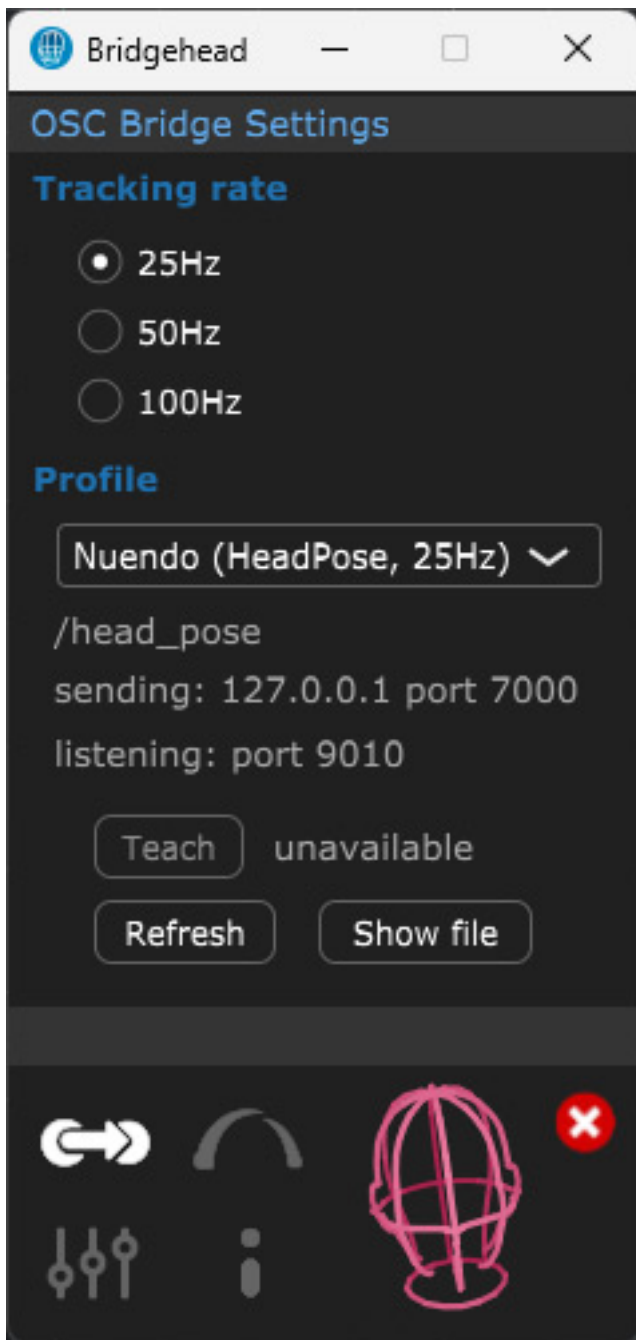 Bridgehead
OSC Bridge Settings
Tracking rate
25Hz
50Hz
100Hz
Profile
Nuendo (HeadPose, 25Hz)
/head_pose
sending: 127.0.0.1 port 7000
listening: port 9010
Teach unavailable
Refresh Show file